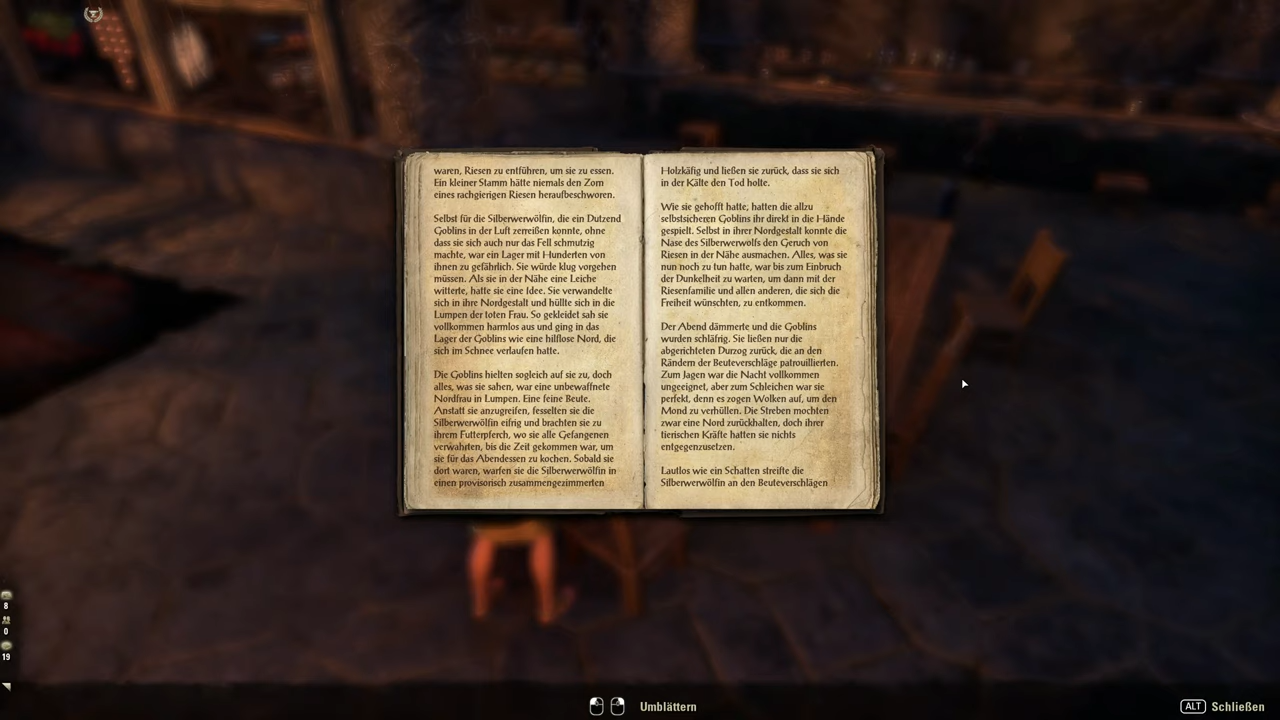 waren, Riesen zu entführen, um sie zu essen.
Ein kleiner Stamm hätte niemals den Zorn
eines rachgierigen Riesen heraufbeschworen.
Selbst für die Silberwerwölfin, die ein Dutzend
Goblins in der Luft zerreißen konnte, ohne
dass sie sich auch nur das Fell schmutzig
machte, war ein Lager mit Hunderten von
ihnen zu gefährlich. Sie würde klug vorgehen
müssen. Als sie in der Nähe eine Leiche
witterte, hatte sie eine Idee. Sie verwandelte
sich in ihre Nordgestalt und hüllte sich in die
Lumpen der toten Frau. So gekleidet sah sie
vollkommen harmlos aus und ging in das
Lager der Goblins wie eine hilflose Nord, die
sich im Schnee verlaufen hatte.
Die Goblins hielten sogleich auf sie zu, doch
alles, was sie sahen, war eine unbewaffnete
Nordfrau in Lumpen. Eine feine Beute.
Anstatt sie anzugreifen, fesselten sie die
Silberwerwölfin eifrig und brachten sie zu
ihrem Futterpferch, wo sie alle Gefangenen
verwahrten, bis die Zeit gekommen war, um
sie für das Abendessen zu kochen. Sobald sie
dort waren, warfen sie die Silberwerwölfin in
einen provisorisch zusammengezimmerten
Holzkäfig und ließen sie zurück, dass sie sich
in der Kälte den Tod holte.
Wie sie gehofft hatte, hatten die allzu
selbstsicheren Goblins ihr direkt in die Hände
gespielt. Selbst in ihrer Nordgestalt konnte die
Nase des Silberwerwolfs den Geruch von
Riesen in der Nähe ausmachen. Alles, was sie
nun noch zu tun hatte, war bis zum Einbruch
der Dunkelheit zu warten, um dann mit der
Riesenfamilie und allen anderen, die sich die
Freiheit wünschten, zu entkommen.
Der Abend dämmerte und die Goblins
wurden schläfrig. Sie ließen nur die
abgerichteten Durzog zurück, die an den
Rändern der Beuteverschläge patrouillierten.
Zum Jagen war die Nacht vollkommen
ungeeignet, aber zum Schleichen war sie
perfekt, denn es zogen Wolken auf, um den
Mond zu verhüllen. Die Streben mochten
zwar eine Nord zurückhalten, doch ihrer
tierischen Kräfte hatten sie nichts
entgegenzusetzen.
Lautlos wie ein Schatten streifte die
Silberwerwölfin an den Beuteverschlägen
8
0
19
Umblättern
ALT Schließen